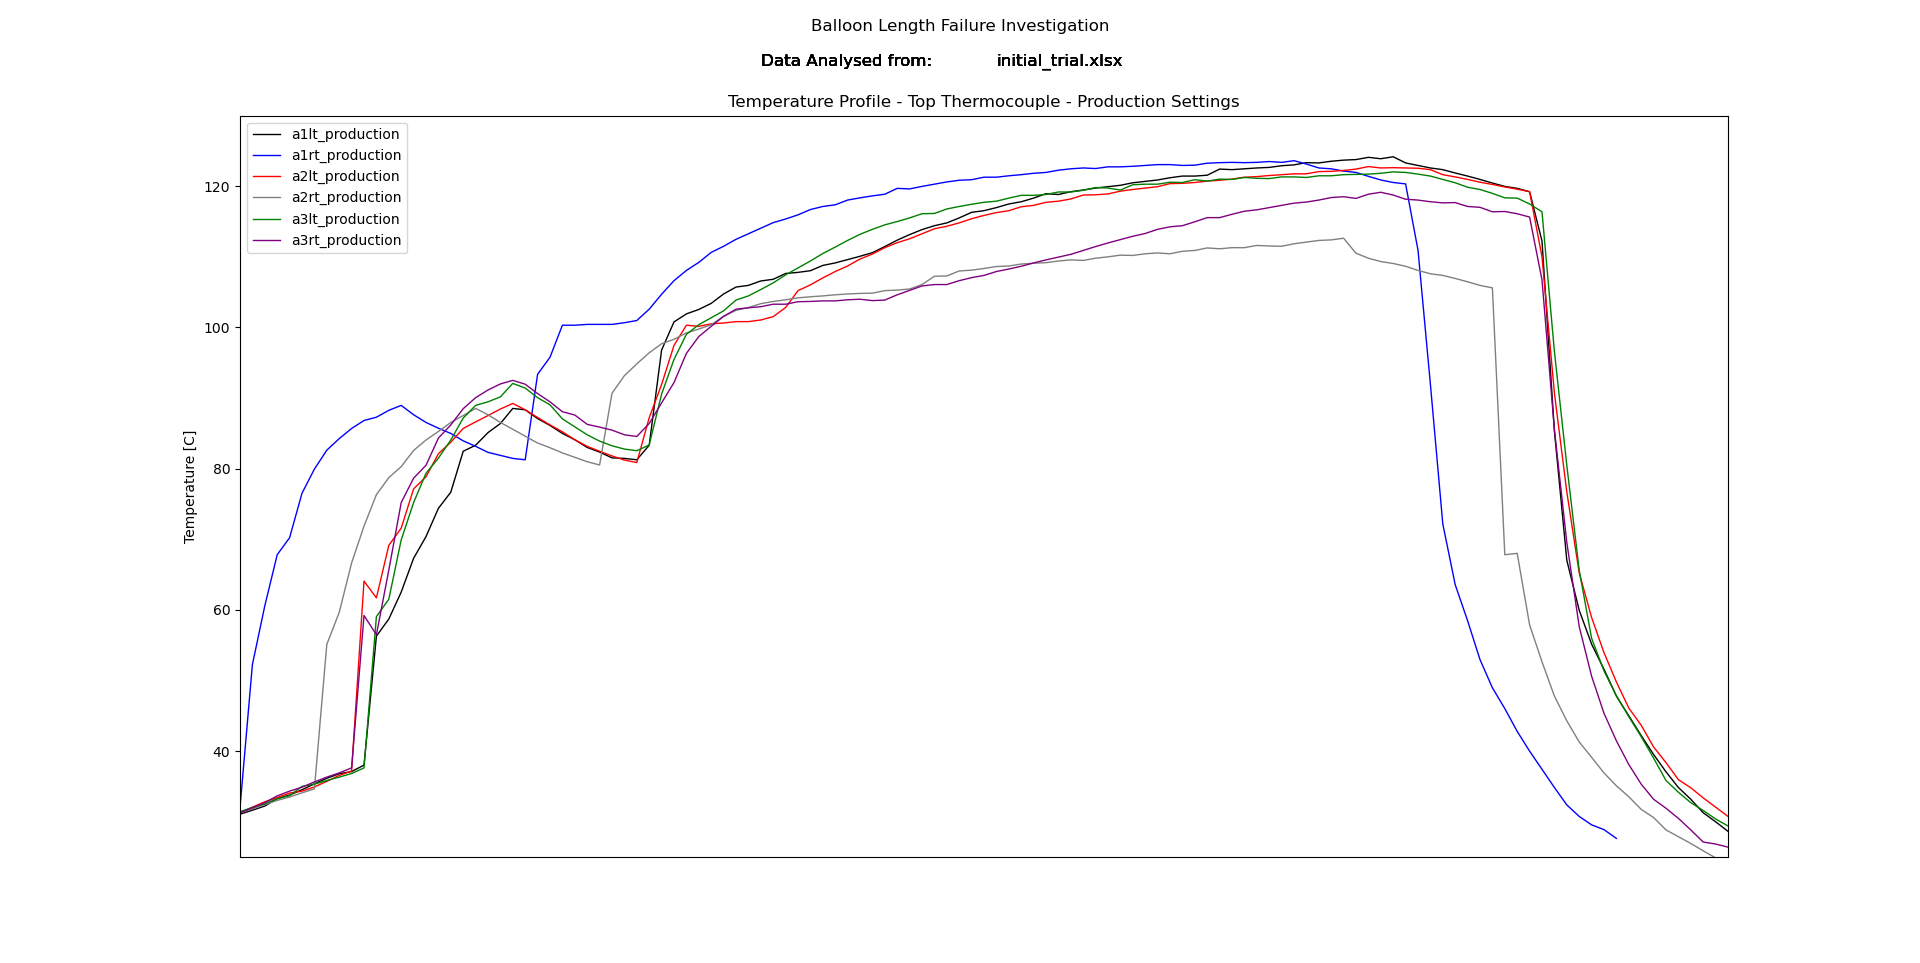 Balloon Length Failure Investigation
Data Analysed from: initial_trial.xlsx
Temperature Profile - Top Thermocouple - Production Settings
a1lt_production
a1rt_production
a2lt_production
a2rt_production
a3lt_production
a3rt_production
120
100
80
60
40
Temperature [C]